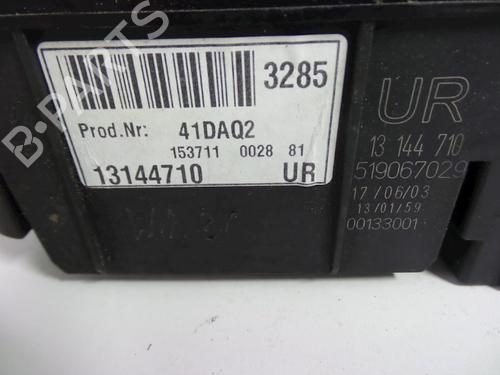 B-PARTS
3285
Prod.Nr: 41DAQ2
153711 0028 81
13144710 UR
UR
13 144 710
519067029
17/06/03
13/01/59
00133001